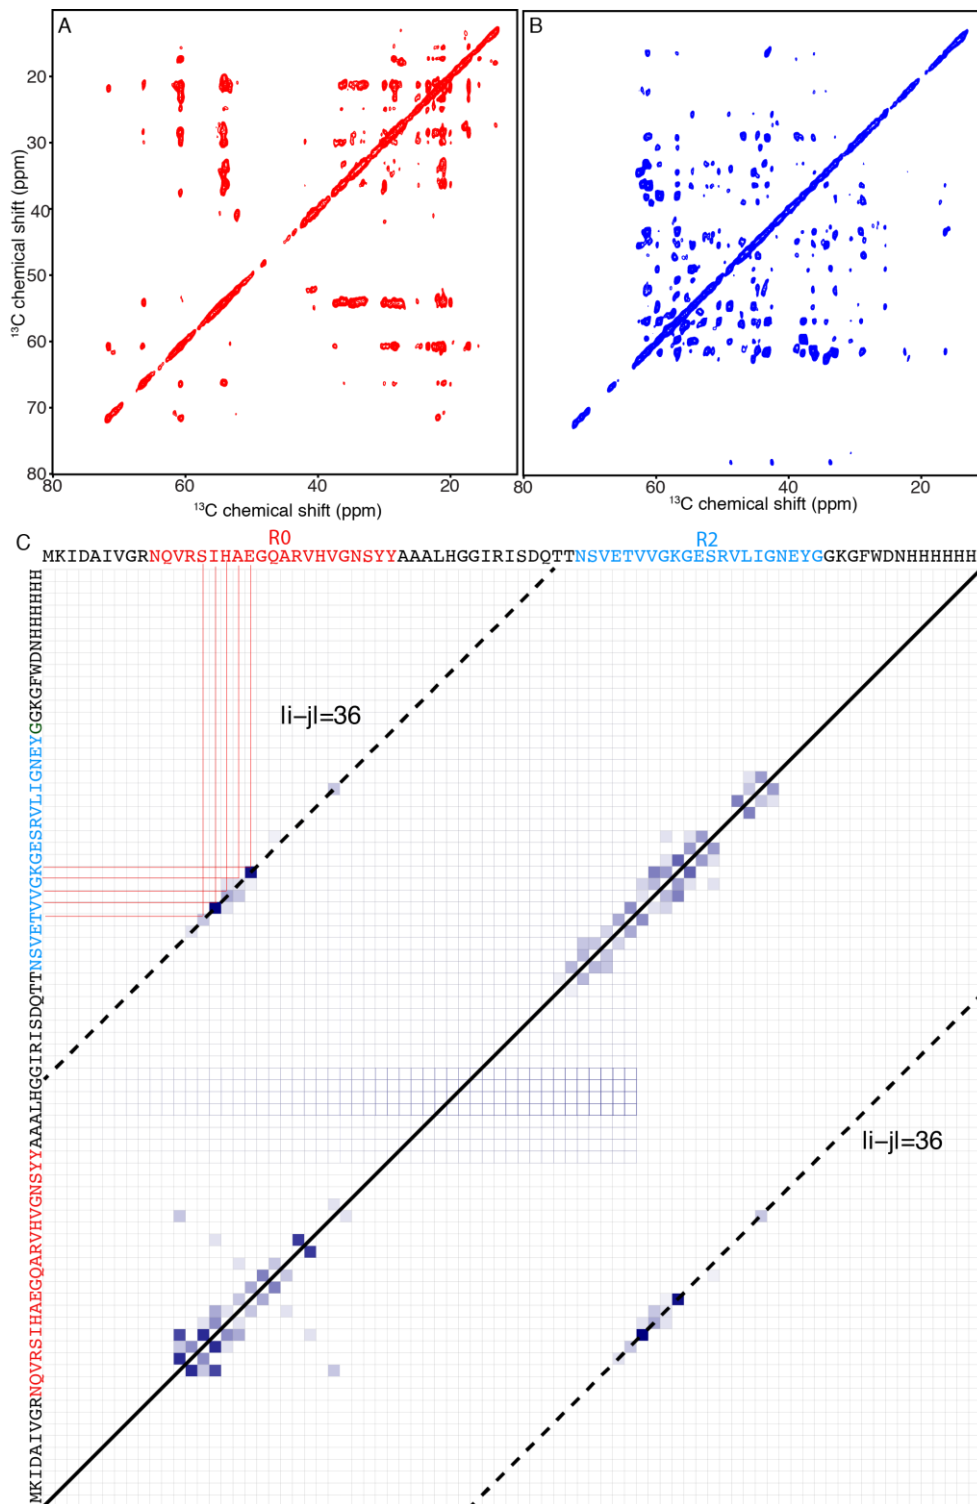 A
B
20
30
40
50
60
70
80
13C chemical shift (ppm)
80
60
40
20
13C chemical shift (ppm)
80
60
40
20
13C chemical shift (ppm)
C
R0
R2
MKIDAIVGRNQVRSIHAEGQARVHVGNSYYAAALHGGIRISDQTTNSVETVVGKGESRVLIGNEYGGKGFWDNHHHHHH
MKIDAIVGRNQVRSIHAEGQARVHVGNSYYAAALHGGIRISDQTTNSVETVVGKGESRVLIGNEYGGKGFWDNHHHHHH
|i-j|=36
|i-j|=36